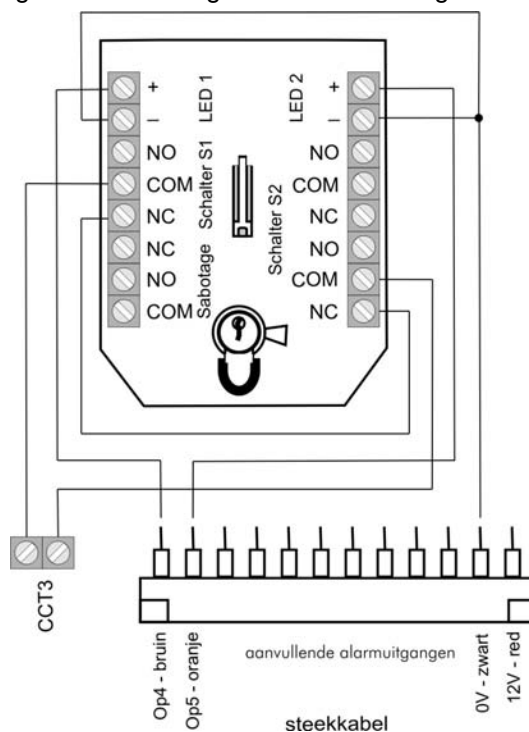 +
–
NO
COM
NC
NC
NO
COM
LED 1
Schalter S1
Sabotage
LED 2
Schalter S2
+
–
NO
COM
NC
NO
COM
NC
CCT3
Op4 - bruin
Op5 - oranje
aanvullende alarmuitgangen
0V - zwart
12V - red
steekkabel